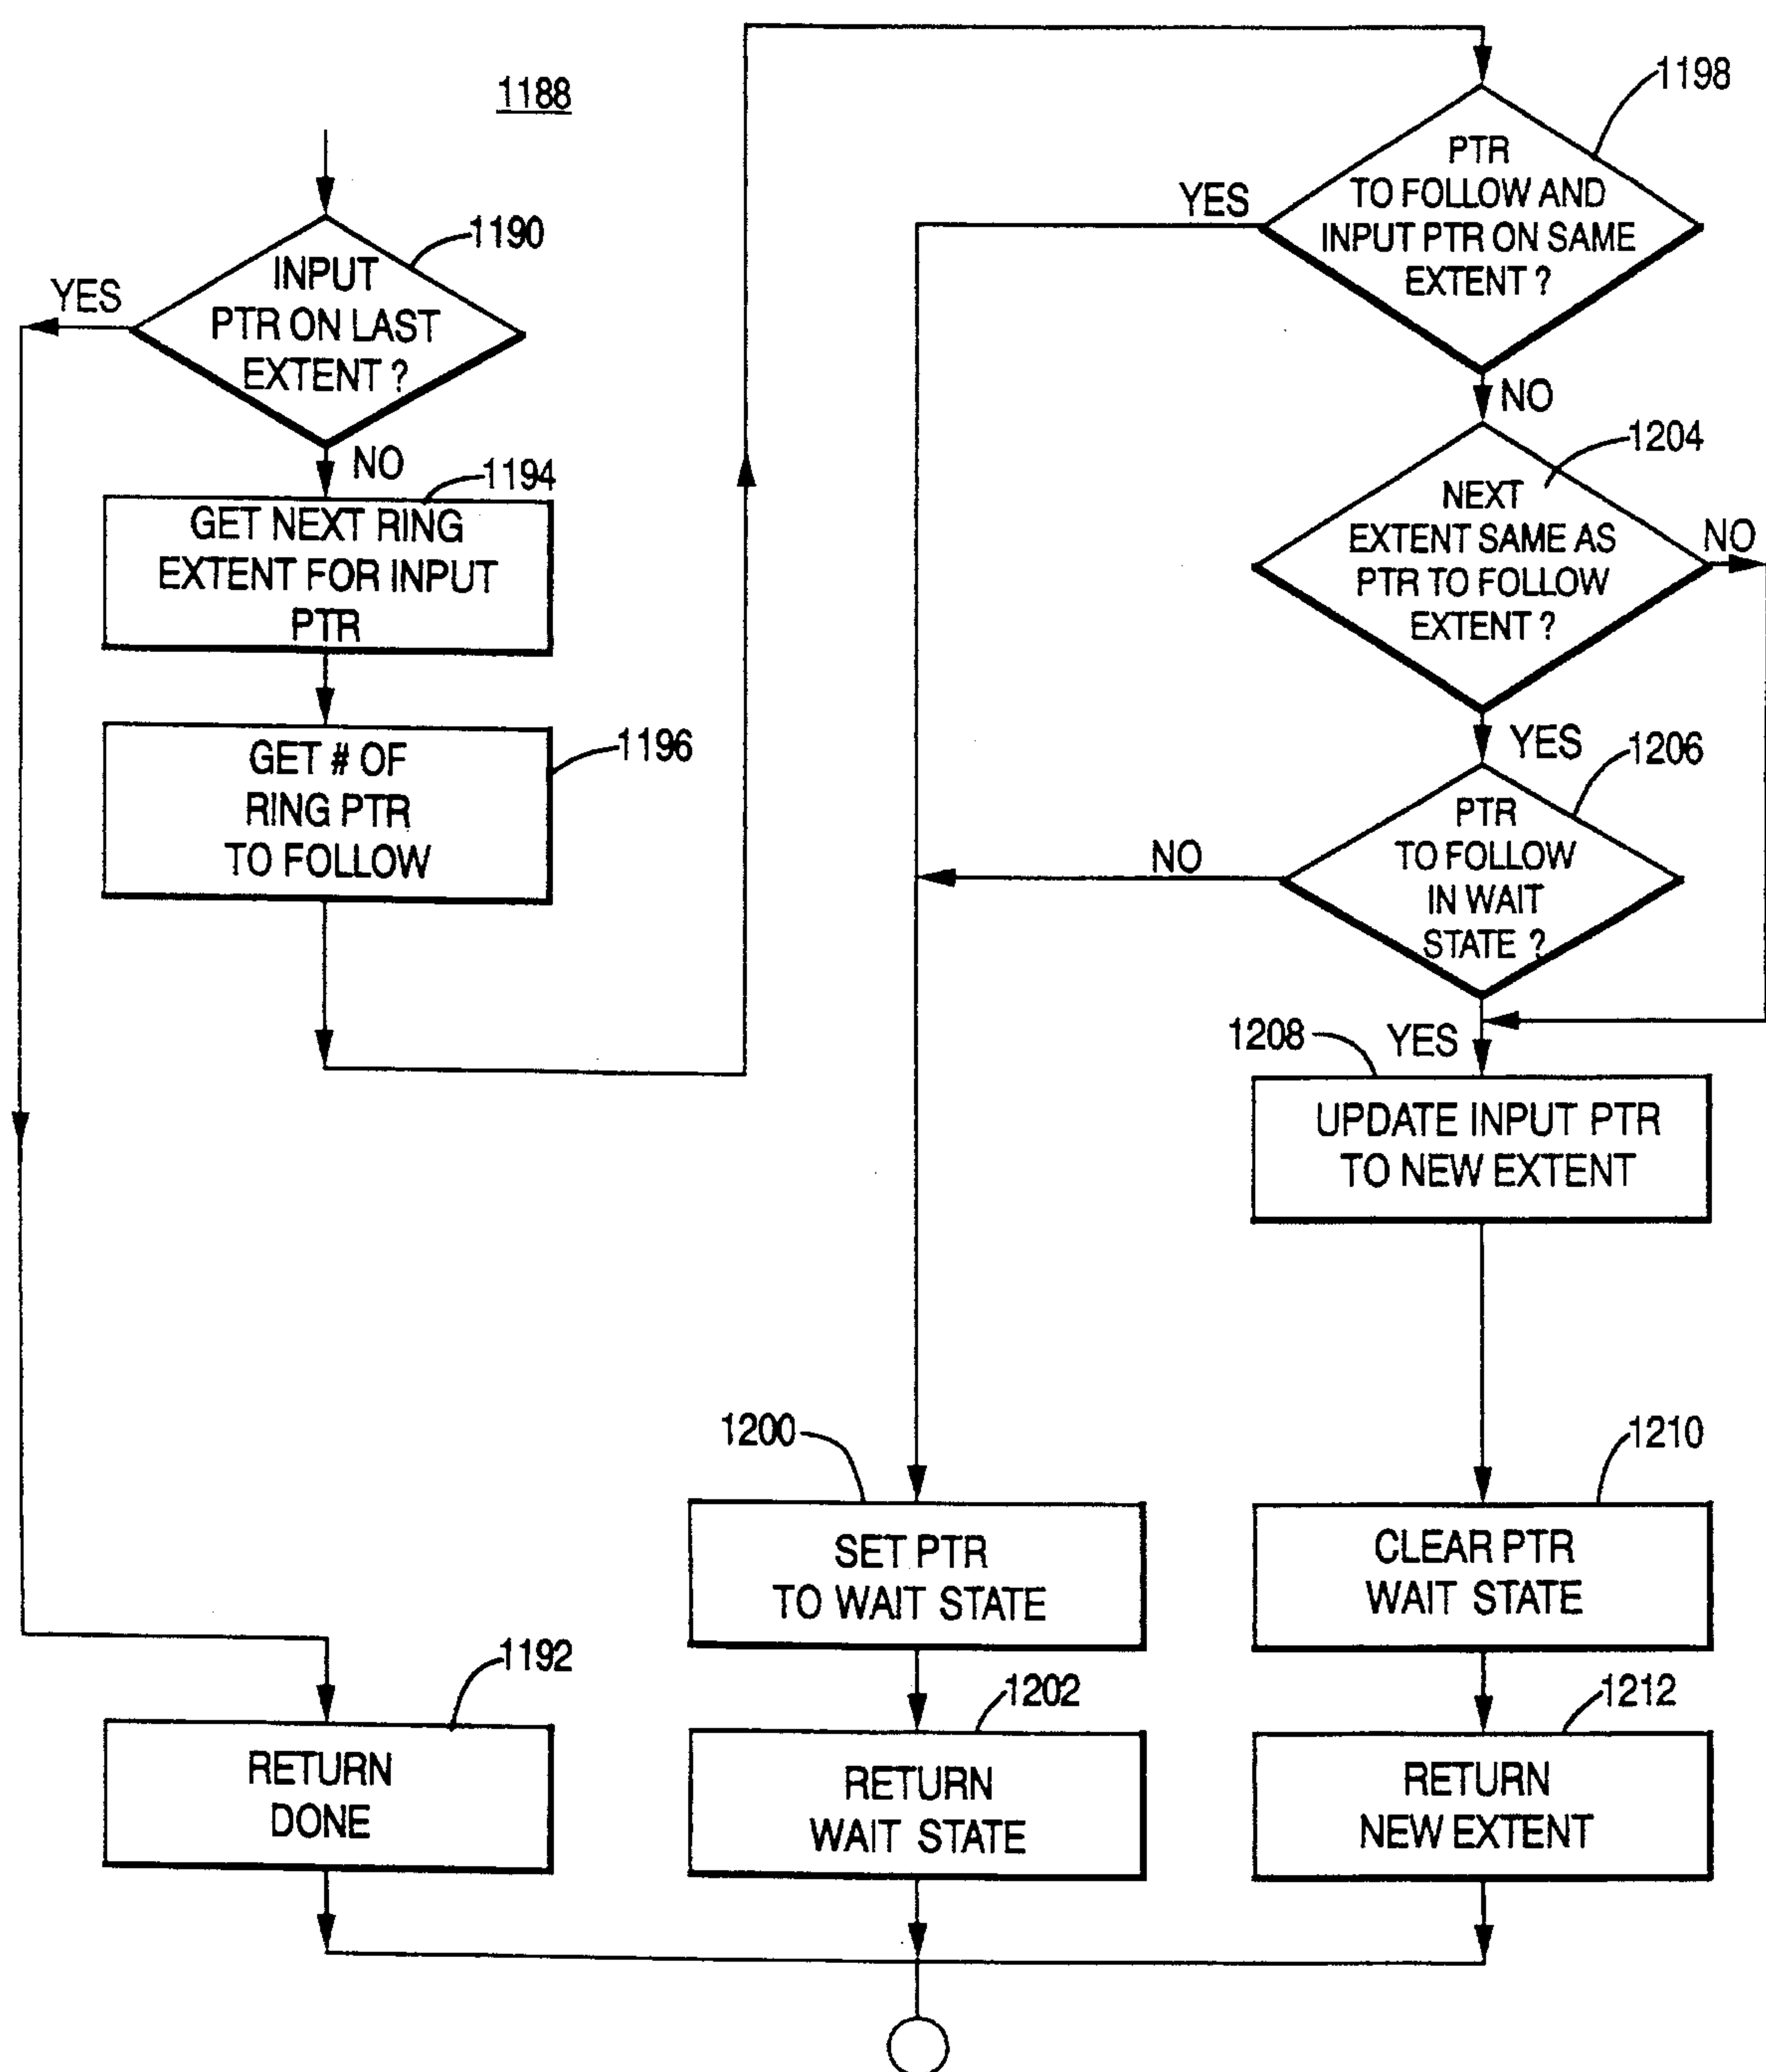 1188
1190
INPUT
PTR ON LAST
EXTENT ?
YES
NO
1194
GET NEXT RING
EXTENT FOR INPUT
PTR
1196
GET # OF
RING PTR
TO FOLLOW
1198
PTR
TO FOLLOW AND
INPUT PTR ON SAME
EXTENT ?
YES
NO
1204
NEXT
EXTENT SAME AS
PTR TO FOLLOW
EXTENT ?
NO
YES
1206
PTR
TO FOLLOW
IN WAIT
STATE ?
NO
YES
1208
UPDATE INPUT PTR
TO NEW EXTENT
1200
SET PTR
TO WAIT STATE
1210
CLEAR PTR
WAIT STATE
1192
RETURN
DONE
1202
RETURN
WAIT STATE
1212
RETURN
NEW EXTENT